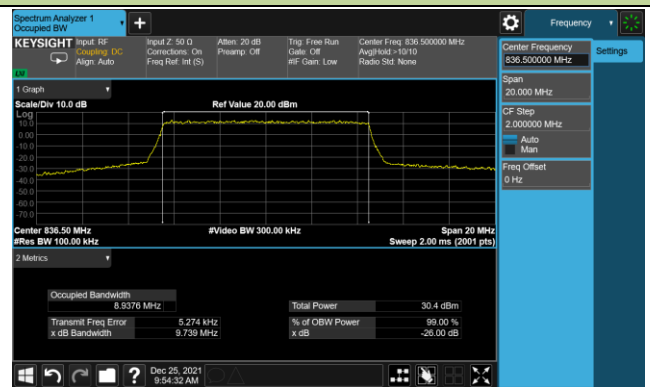 Spectrum Analyzer 1
Occupied BW
Frequency
KEYSIGHT
Input: RF
Coupling: DC
Align: Auto
Input Z: 50 Ω
Corrections: On
Freq Ref: Int (S)
Atten: 20 dB
Preamp: Off
Trig: Free Run
Gate: Off
#IF Gain: Low
Center Freq: 836.500000 MHz
Avg|Hold:>10/10
Radio Std: None
Center Frequency
836.500000 MHz
Settings
Span
20.000 MHz
CF Step
2.000000 MHz
Auto
Man
Freq Offset
0 Hz
1 Graph
Scale/Div 10.0 dB
Ref Value 20.00 dBm
Log
10.0
0.00
-10.0
-20.0
-30.0
-40.0
-50.0
-60.0
-70.0
Center 836.50 MHz
#Video BW 300.00 kHz
Span 20 MHz
#Res BW 100.00 kHz
Sweep 2.00 ms (2001 pts)
2 Metrics
Occupied Bandwidth
8.9376 MHz
Total Power 30.4 dBm
Transmit Freq Error 5.274 kHz
% of OBW Power 99.00 %
x dB Bandwidth 9.739 MHz
x dB -26.00 dB
Dec 25, 2021
9:54:32 AM